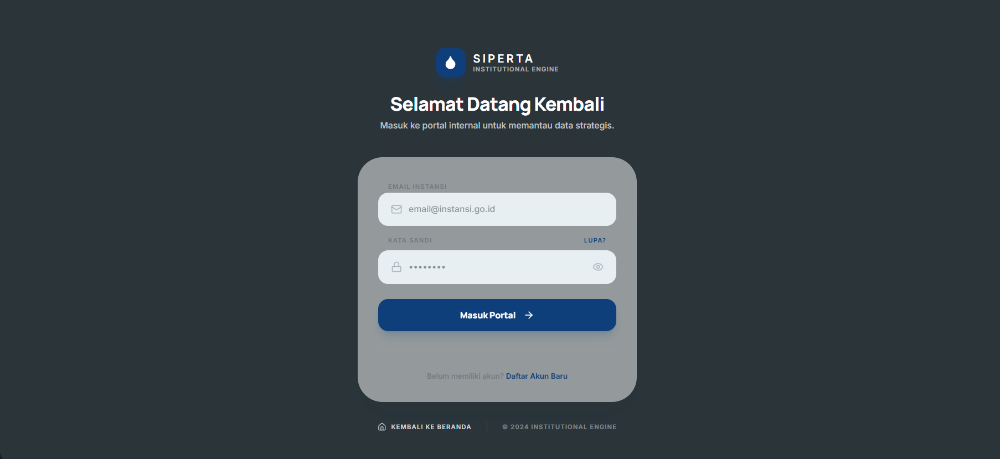 SIPERTA
INSTITUTIONAL ENGINE
Selamat Datang Kembali
Masuk ke portal internal untuk memantau data strategis.
EMAIL INSTANSI
email@instansi.go.id
KATA SANDI LUPA?
••••••••
Masuk Portal →
Belum memiliki akun? Daftar Akun Baru
KEMBALI KE BERANDA © 2024 INSTITUTIONAL ENGINE